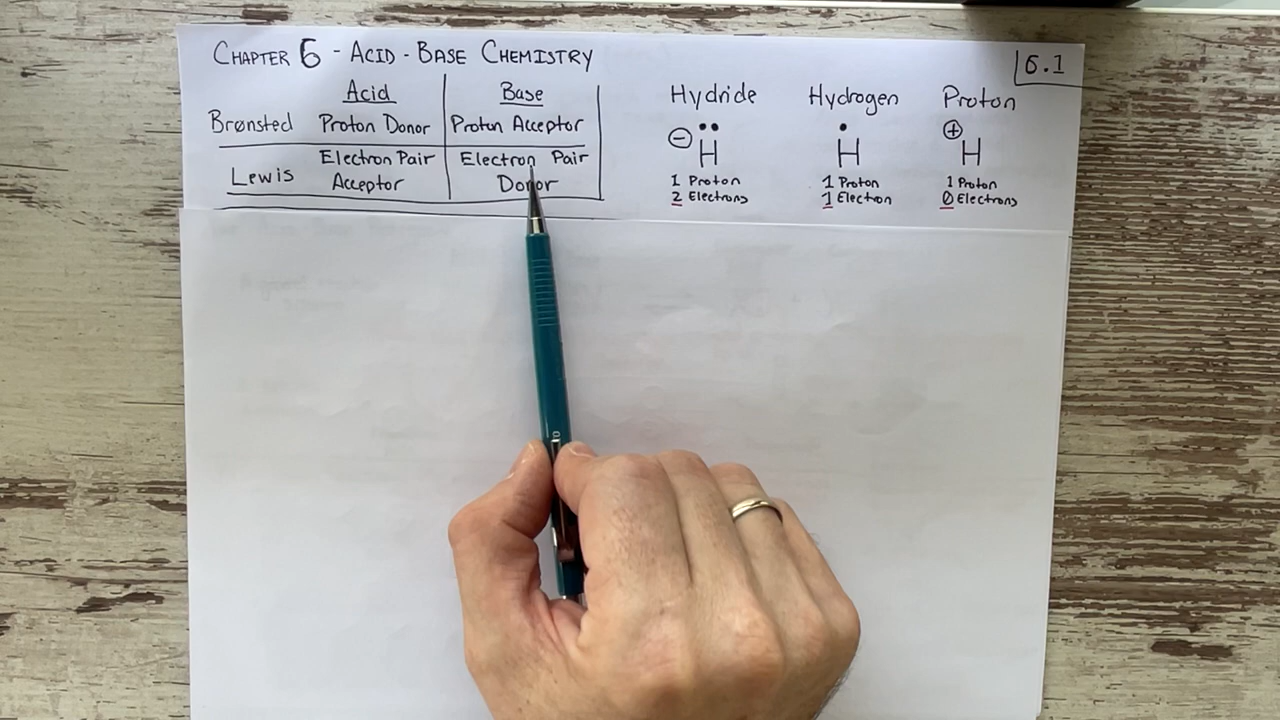 CHAPTER 6 - ACID - BASE CHEMISTRY
6.1
Acid Base
Brønsted Proton Donor Proton Acceptor
Lewis Electron Pair Acceptor Electron Pair Donor
Hydride Hydrogen Proton
⊖ •• • ⊕
H H H
1 Proton 1 Proton 1 Proton
2 Electrons 1 Electron 0 Electrons